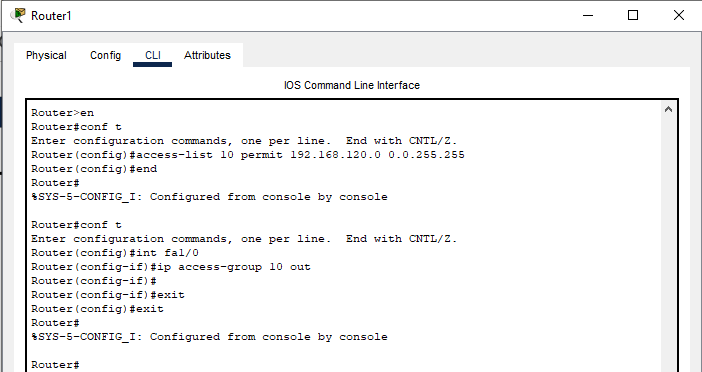 Router1
Physical Config CLI Attributes
IOS Command Line Interface
Router>en
Router#conf t
Enter configuration commands, one per line.  End with CNTL/Z.
Router(config)#access-list 10 permit 192.168.120.0 0.0.255.255
Router(config)#end
Router#
%SYS-5-CONFIG_I: Configured from console by console
Router#conf t
Enter configuration commands, one per line.  End with CNTL/Z.
Router(config)#int fa1/0
Router(config-if)#ip access-group 10 out
Router(config-if)#
Router(config-if)#exit
Router(config)#exit
Router#
%SYS-5-CONFIG_I: Configured from console by console
Router#